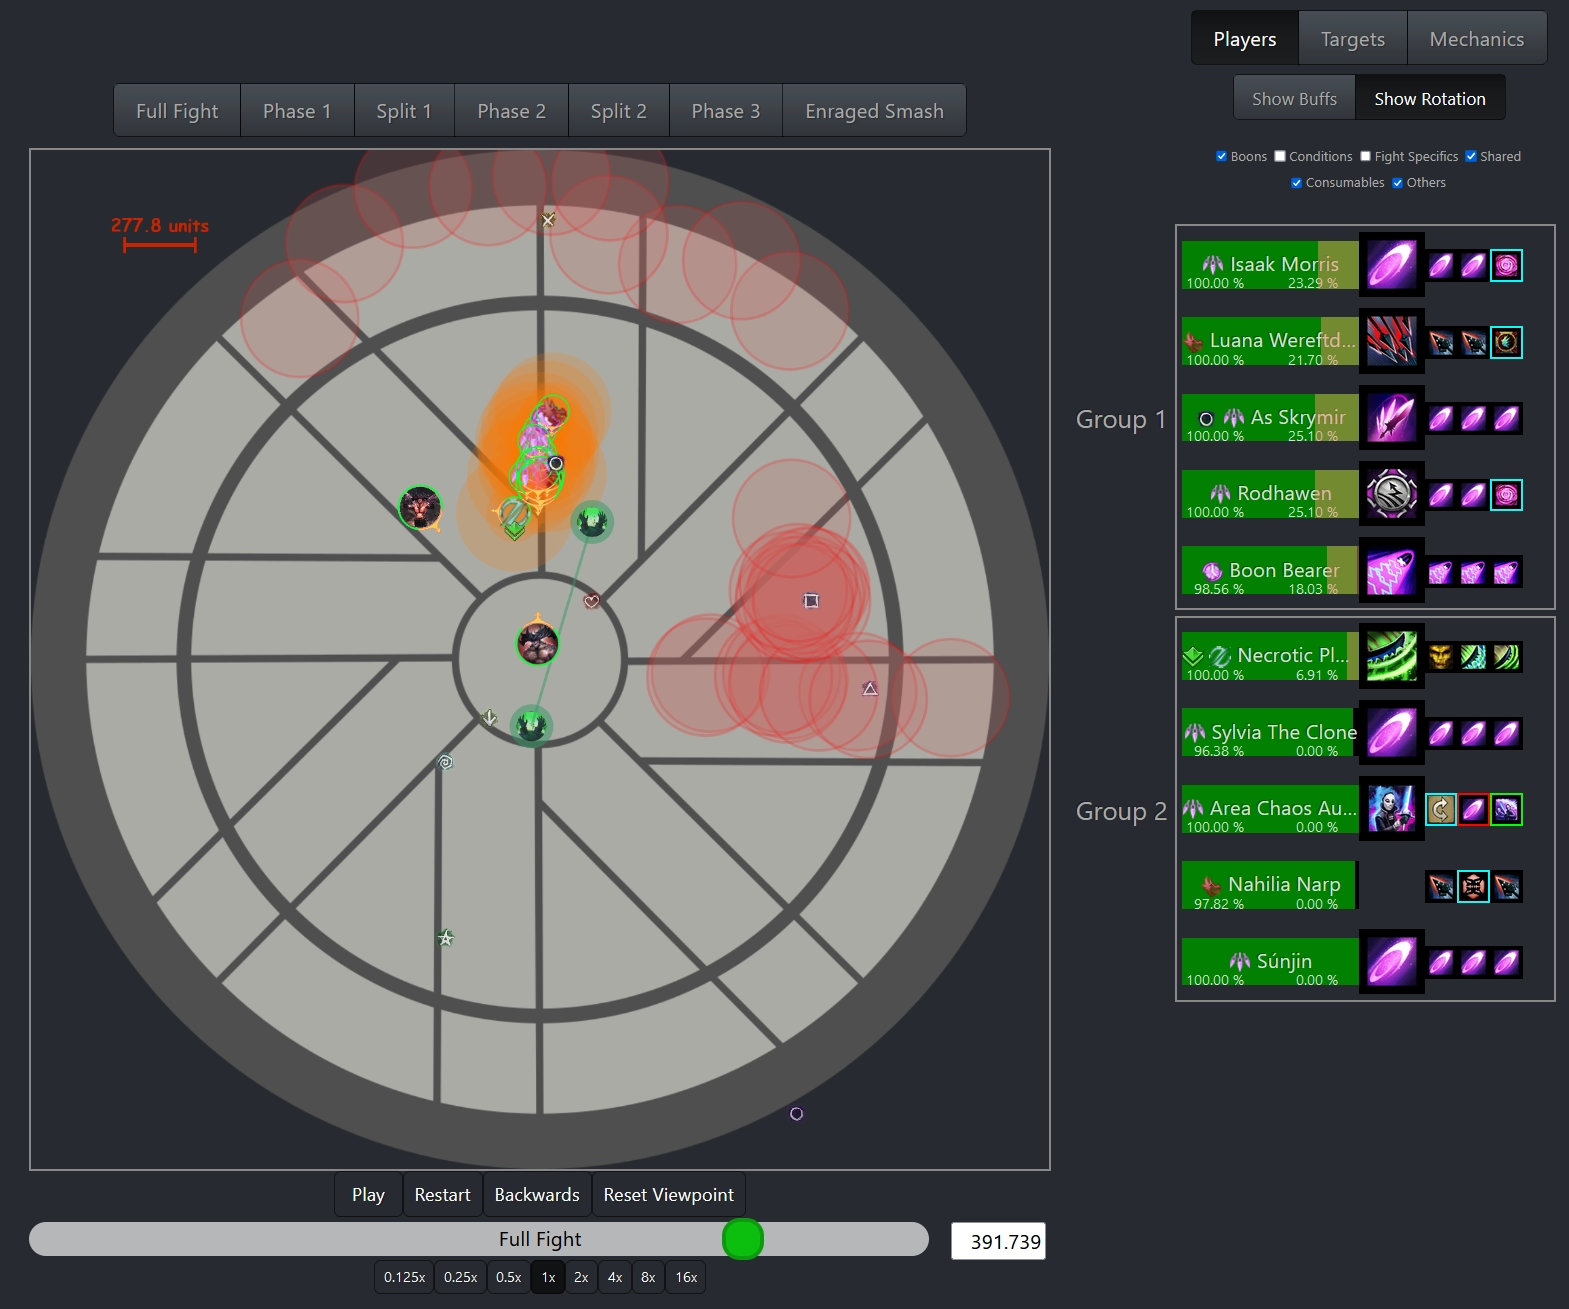 Players Targets Mechanics
Show Buffs Show Rotation
Full Fight Phase 1 Split 1 Phase 2 Split 2 Phase 3 Enraged Smash
Boons Conditions Fight Specifics Shared
Consumables Others
277.8 units
Group 1
Isaak Morris
100.00 % 23.29 %
Luana Wereftd...
100.00 % 21.70 %
As Skrymir
100.00 % 25.10 %
Rodhawen
100.00 % 25.10 %
Boon Bearer
98.56 % 18.03 %
Group 2
Necrotic Pl...
100.00 % 6.91 %
Sylvia The Clone
96.38 % 0.00 %
Area Chaos Au...
100.00 % 0.00 %
Nahilia Narp
97.82 % 0.00 %
Súnjin
100.00 % 0.00 %
Play Restart Backwards Reset Viewpoint
Full Fight 391.739
0.125x 0.25x 0.5x 1x 2x 4x 8x 16x